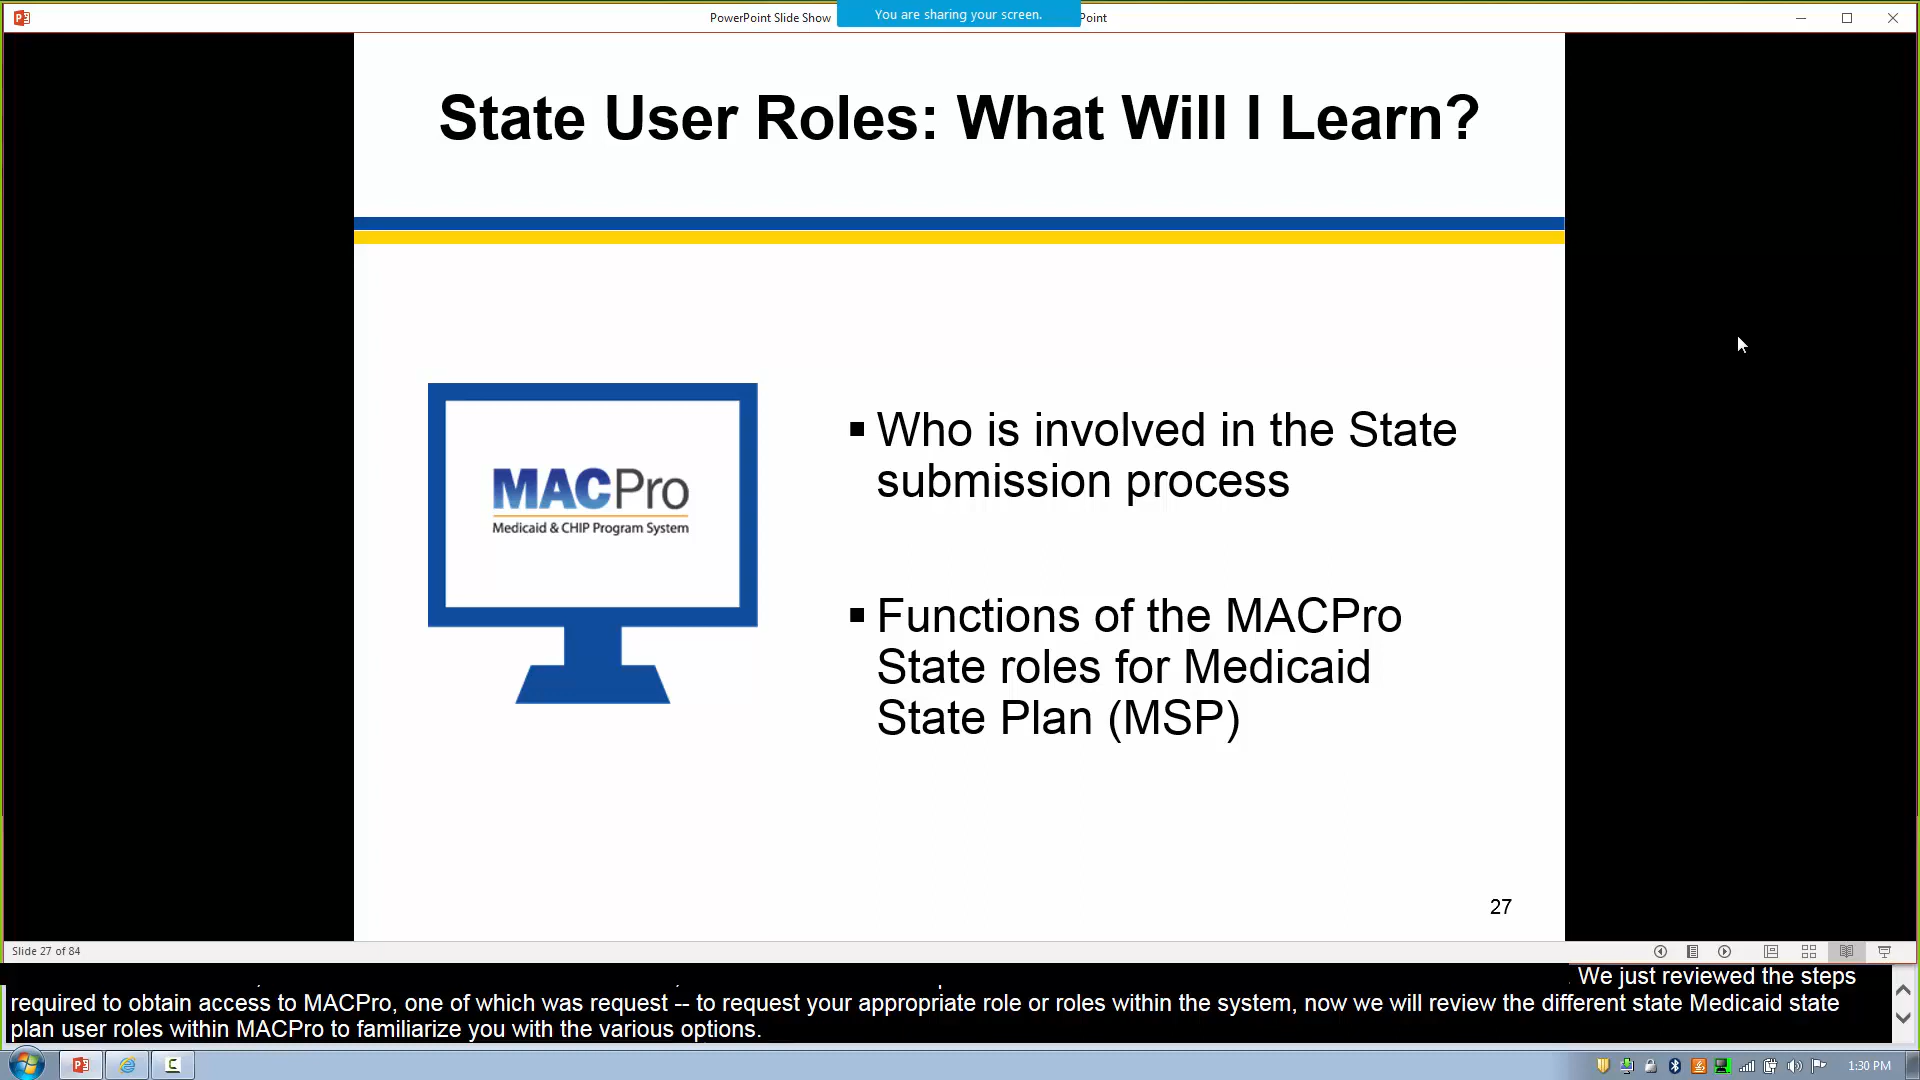 PowerPoint Slide Show
You are sharing your screen.
Point
State User Roles: What Will I Learn?
MACPro
Medicaid & CHIP Program System
▪ Who is involved in the State
submission process
▪ Functions of the MACPro
State roles for Medicaid
State Plan (MSP)
27
Slide 27 of 84
We just reviewed the steps
required to obtain access to MACPro, one of which was request -- to request your appropriate role or roles within the system, now we will review the different state Medicaid state
plan user roles within MACPro to familiarize you with the various options.
1:30 PM